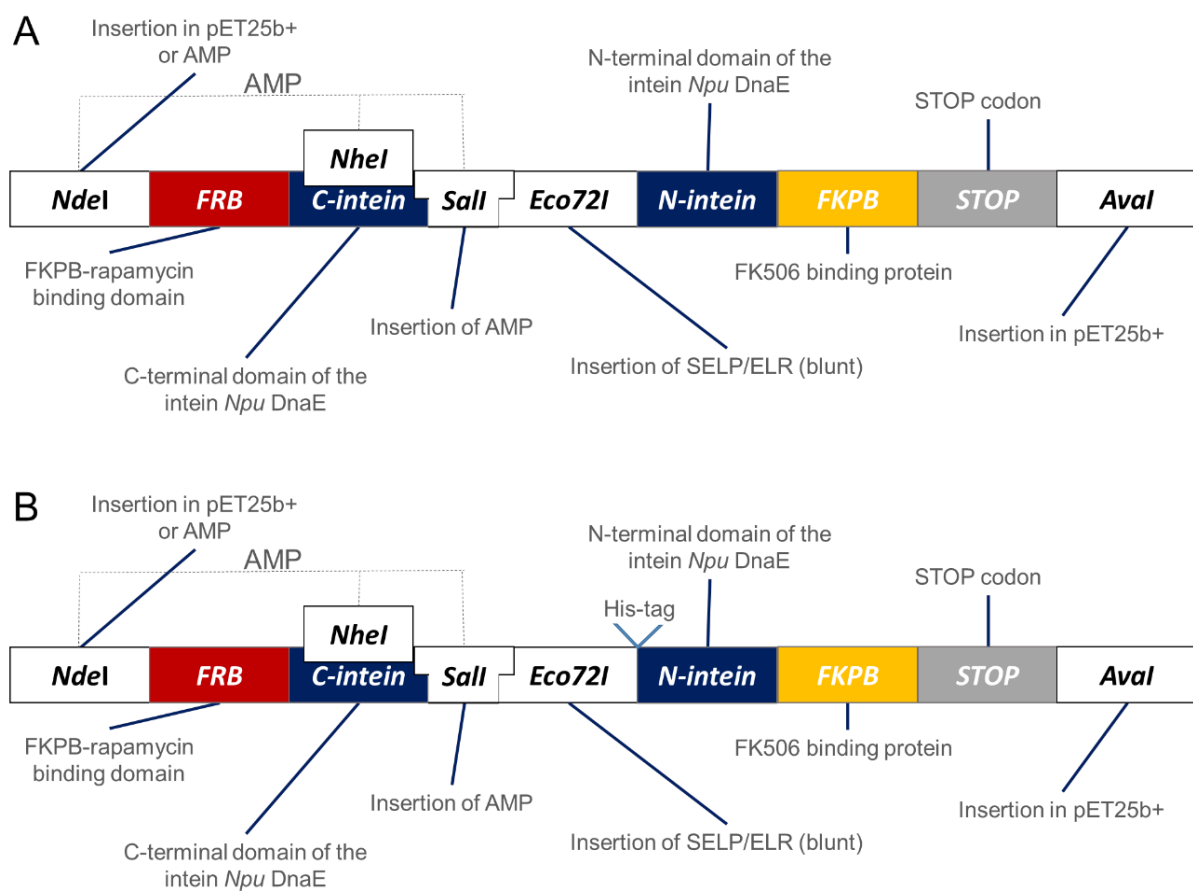 A
Insertion in pET25b+
or AMP
AMP
N-terminal domain of the
intein Npu DnaE
STOP codon
NheI
NdeI
FRB
C-intein
SalI
Eco72I
N-intein
FKPB
STOP
AvaI
FKPB-rapamycin
binding domain
FK506 binding protein
Insertion of AMP
Insertion in pET25b+
C-terminal domain of the
intein Npu DnaE
Insertion of SELP/ELR (blunt)
B
Insertion in pET25b+
or AMP
AMP
N-terminal domain of the
intein Npu DnaE
STOP codon
His-tag
NheI
NdeI
FRB
C-intein
SalI
Eco72I
N-intein
FKPB
STOP
AvaI
FKPB-rapamycin
binding domain
FK506 binding protein
Insertion of AMP
Insertion in pET25b+
C-terminal domain of the
intein Npu DnaE
Insertion of SELP/ELR (blunt)